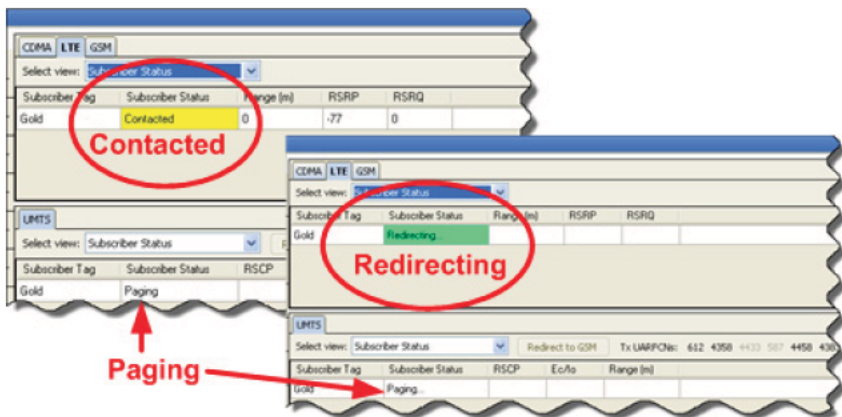 CDMA LTE GSM
Select view: Subscriber Status
Subscriber Tag Subscriber Status Range (m) RSRP RSRQ
Gold Contacted 0 -77 0
Contacted
UMTS
Select view: Subscriber Status
Subscriber Tag Subscriber Status RSCP
Gold Paging
Paging
CDMA LTE GSM
Select view: Subscriber Status
Subscriber Tag Subscriber Status Range (m) RSRP RSRQ
Gold Redirecting...
Redirecting
UMTS
Select view: Subscriber Status Redirect to GSM Tx UARFCNs: 612 4358 4433 587 4458 438
Subscriber Tag Subscriber Status RSCP Ec/Io Range (m)
Gold Paging...